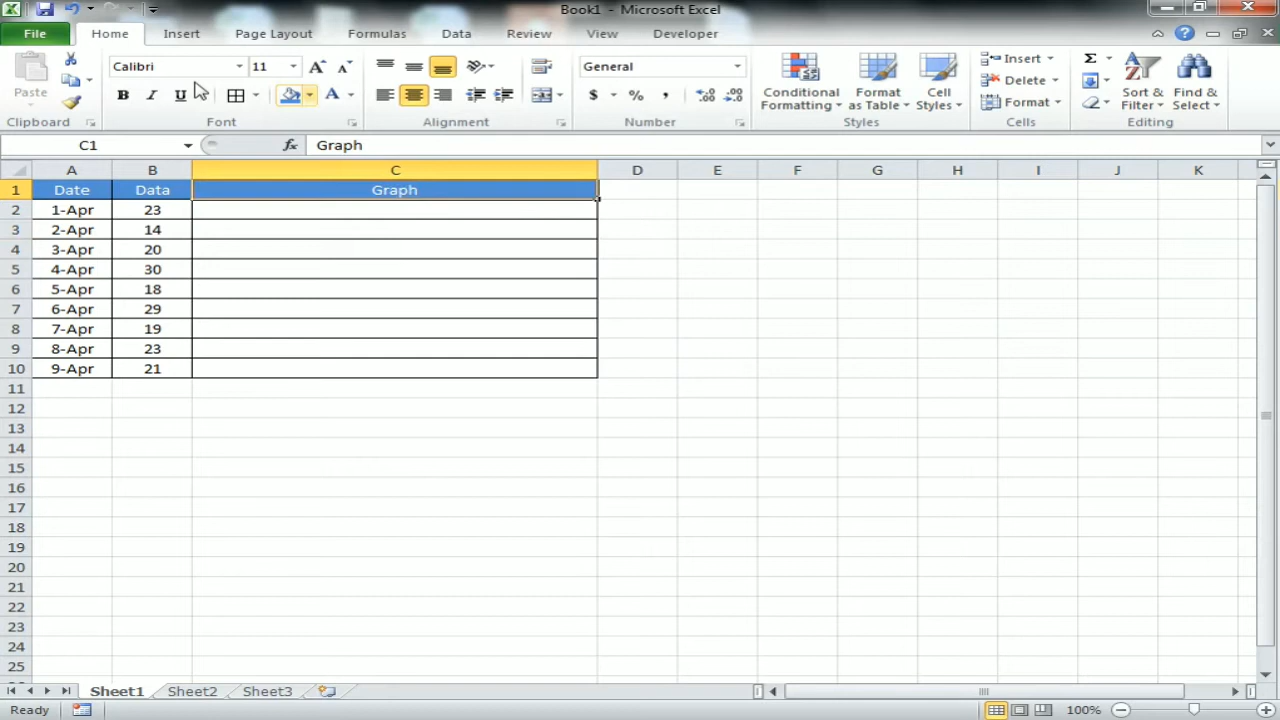 Book1 - Microsoft Excel
File Home Insert Page Layout Formulas Data Review View Developer
Calibri 11 General Insert
Paste B I U A $ % , Conditional Formatting Format as Table Cell Styles Delete Sort & Filter Find & Select
Format
Clipboard Font Alignment Number Styles Cells Editing
C1 fx Graph
A B C D E F G H I J K
1 Date Data Graph
2 1-Apr 23
3 2-Apr 14
4 3-Apr 20
5 4-Apr 30
6 5-Apr 18
7 6-Apr 29
8 7-Apr 19
9 8-Apr 23
10 9-Apr 21
11
12
13
14
15
16
17
18
19
20
21
22
23
24
25
Sheet1 Sheet2 Sheet3
Ready 100%